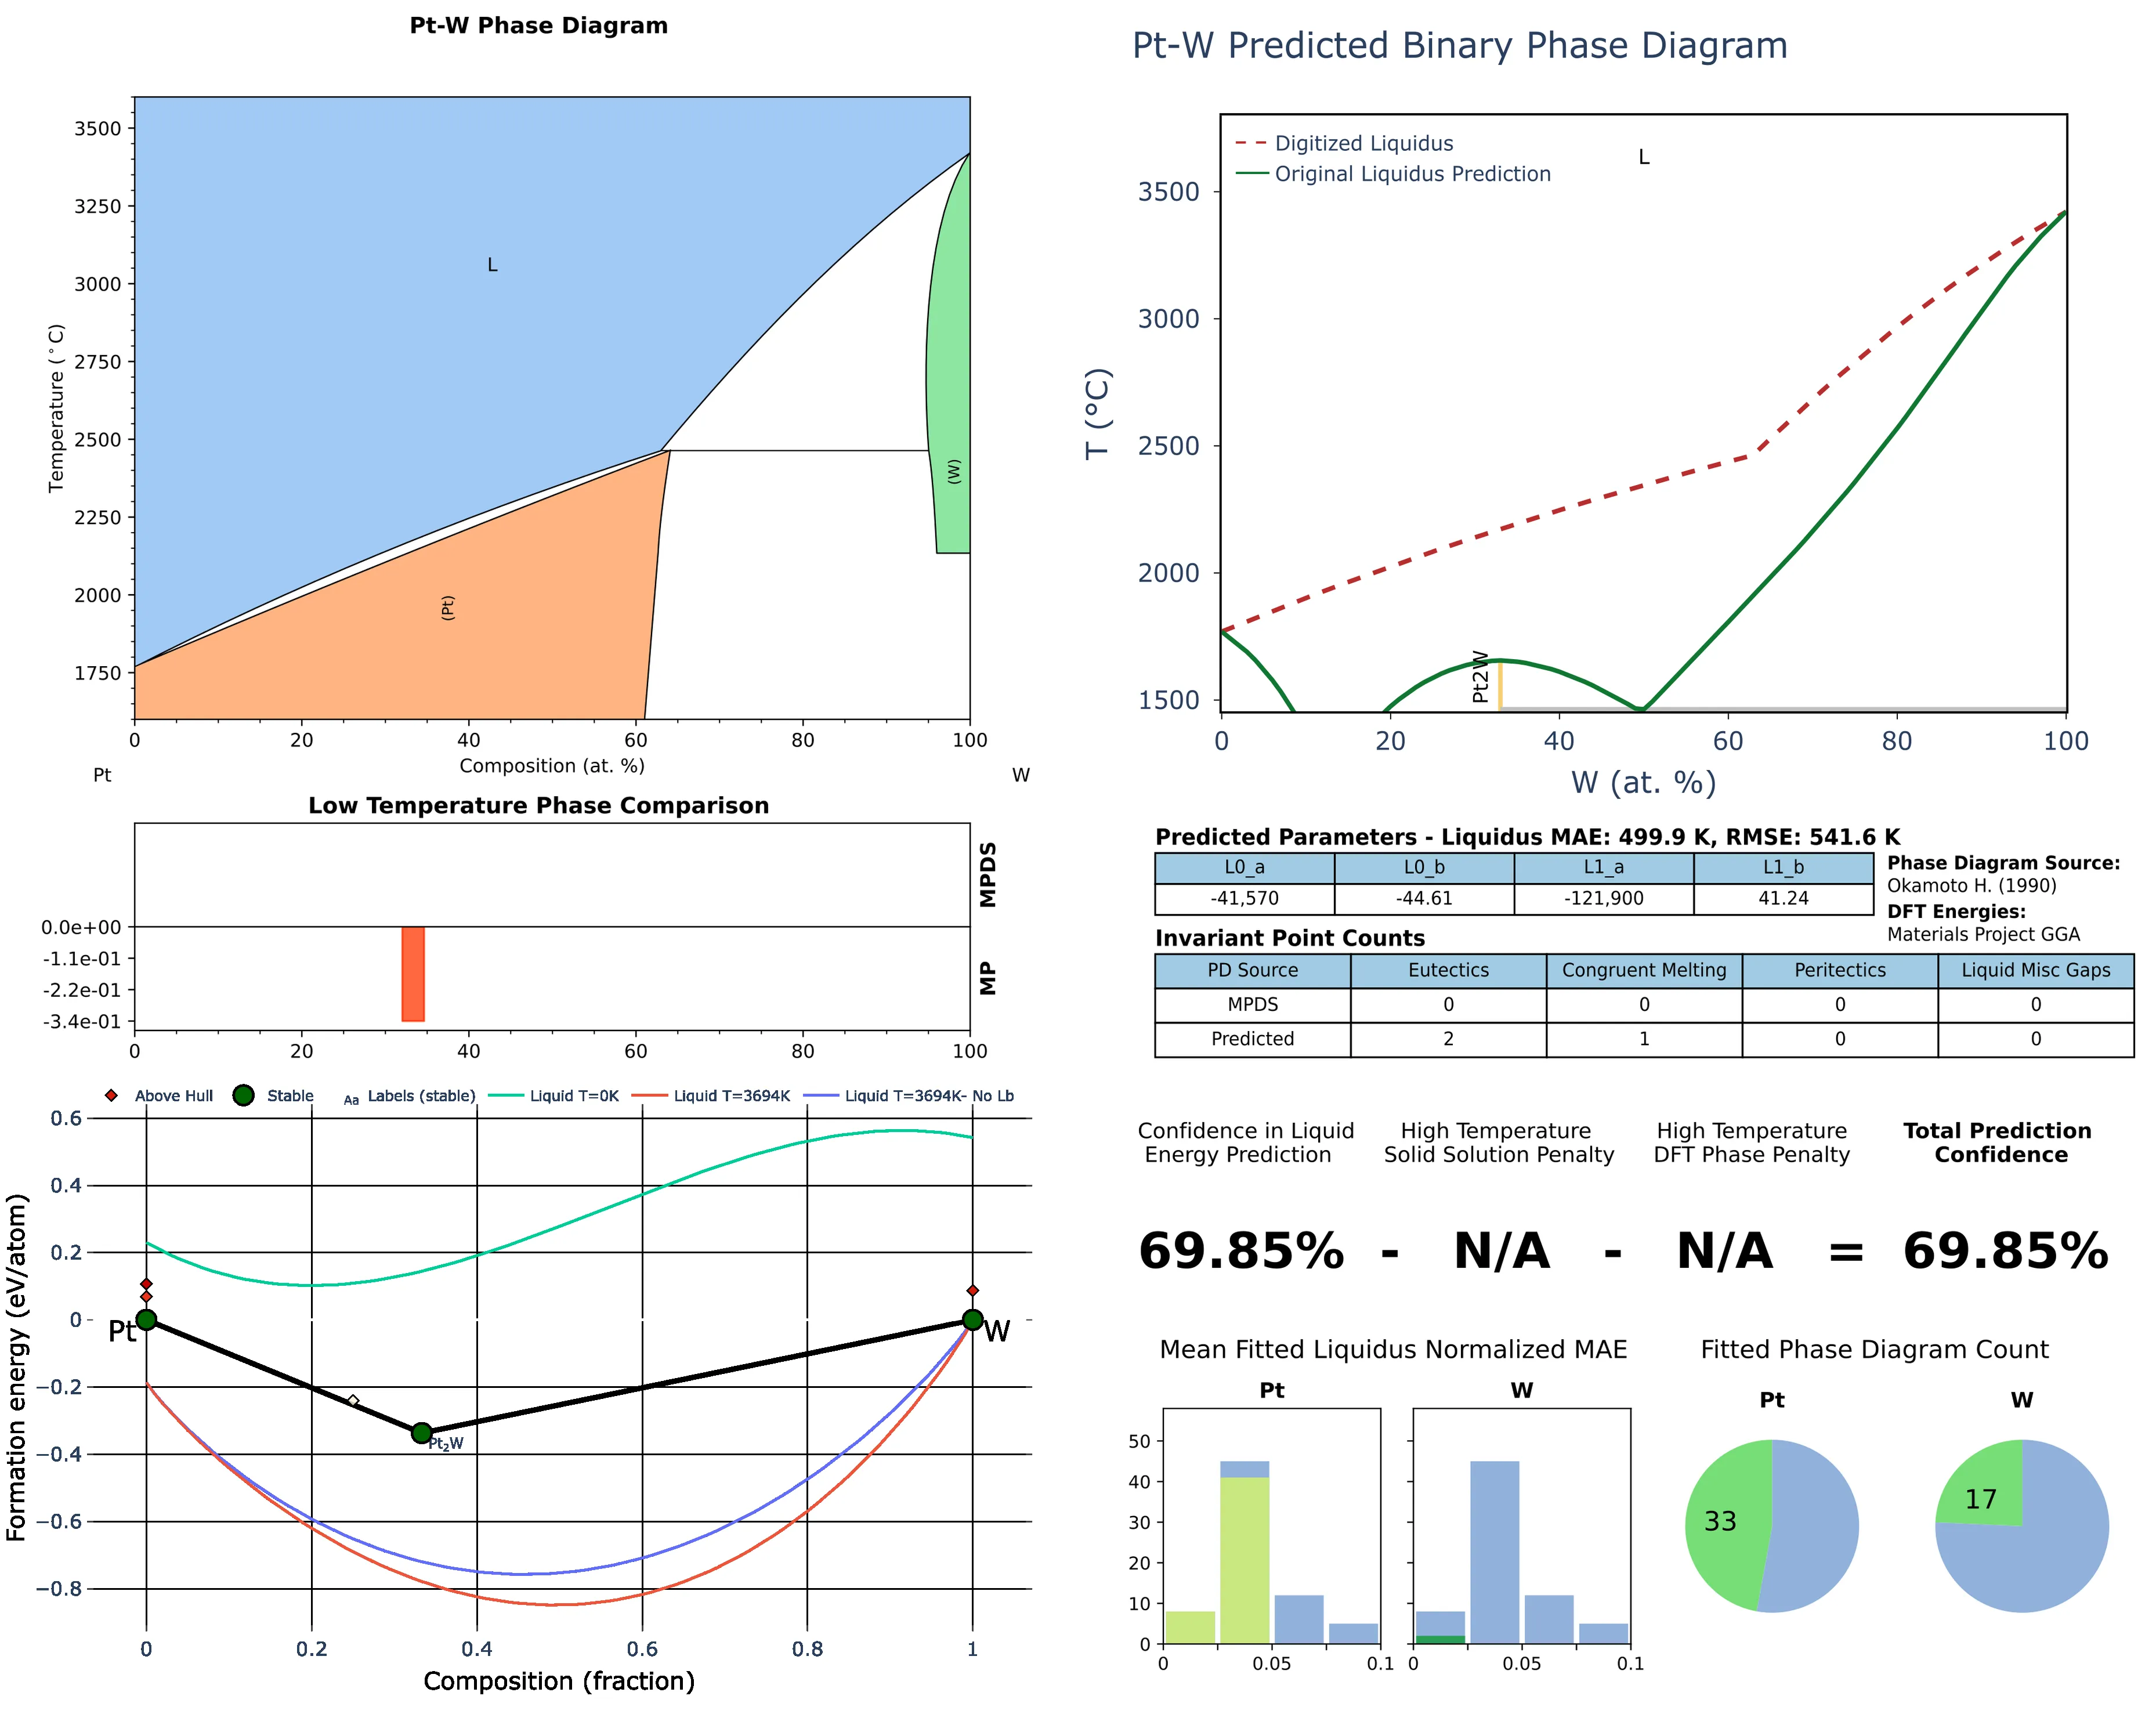 Pt-W Phase Diagram
3500
3250
3000
2750
2500
2250
2000
1750
Temperature (°C)
L
(Pt)
(W)
0 20 40 60 80 100
Composition (at. %)
Pt W
Low Temperature Phase Comparison
MPDS
MP
0.0e+00
-1.1e-01
-2.2e-01
-3.4e-01
0 20 40 60 80 100
Above Hull Stable Aa Labels (stable) Liquid T=0K Liquid T=3694K Liquid T=3694K- No Lb
0.6
0.4
0.2
0
−0.2
−0.4
−0.6
−0.8
Formation energy (eV/atom)
Pt
W
Pt₂W
0 0.2 0.4 0.6 0.8 1
Composition (fraction)
Pt-W Predicted Binary Phase Diagram
Digitized Liquidus
Original Liquidus Prediction
L
3500
3000
2500
2000
1500
T (°C)
Pt2W
0 20 40 60 80 100
W (at. %)
Predicted Parameters - Liquidus MAE: 499.9 K, RMSE: 541.6 K
L0_a L0_b L1_a L1_b
-41,570 -44.61 -121,900 41.24
Phase Diagram Source:
Okamoto H. (1990)
DFT Energies:
Materials Project GGA
Invariant Point Counts
PD Source Eutectics Congruent Melting Peritectics Liquid Misc Gaps
MPDS 0 0 0 0
Predicted 2 1 0 0
Confidence in Liquid High Temperature High Temperature Total Prediction
Energy Prediction Solid Solution Penalty DFT Phase Penalty Confidence
69.85% - N/A - N/A = 69.85%
Mean Fitted Liquidus Normalized MAE
Pt W
50
40
30
20
10
0
0 0.05 0.1 0 0.05 0.1
Fitted Phase Diagram Count
Pt W
33 17